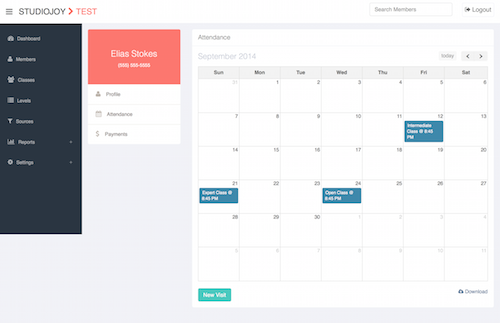 STUDIOJOY > TEST
Search Members
Logout
Dashboard
Members
Classes
Levels
Sources
Reports
Settings
Elias Stokes
(555) 555-5555
Profile
Attendance
Payments
Attendance
September 2014
today
Sun Mon Tue Wed Thu Fri Sat
31 1 2 3 4 5 6
7 8 9 10 11 12 13
Intermediate
Class @ 8:45
PM
14 15 16 17 18 19 20
21 22 23 24 25 26 27
Expert Class @
8:45 PM
Open Class @
8:45 PM
28 29 30 1 2 3 4
5 6 7 8 9 10 11
New Visit
Download